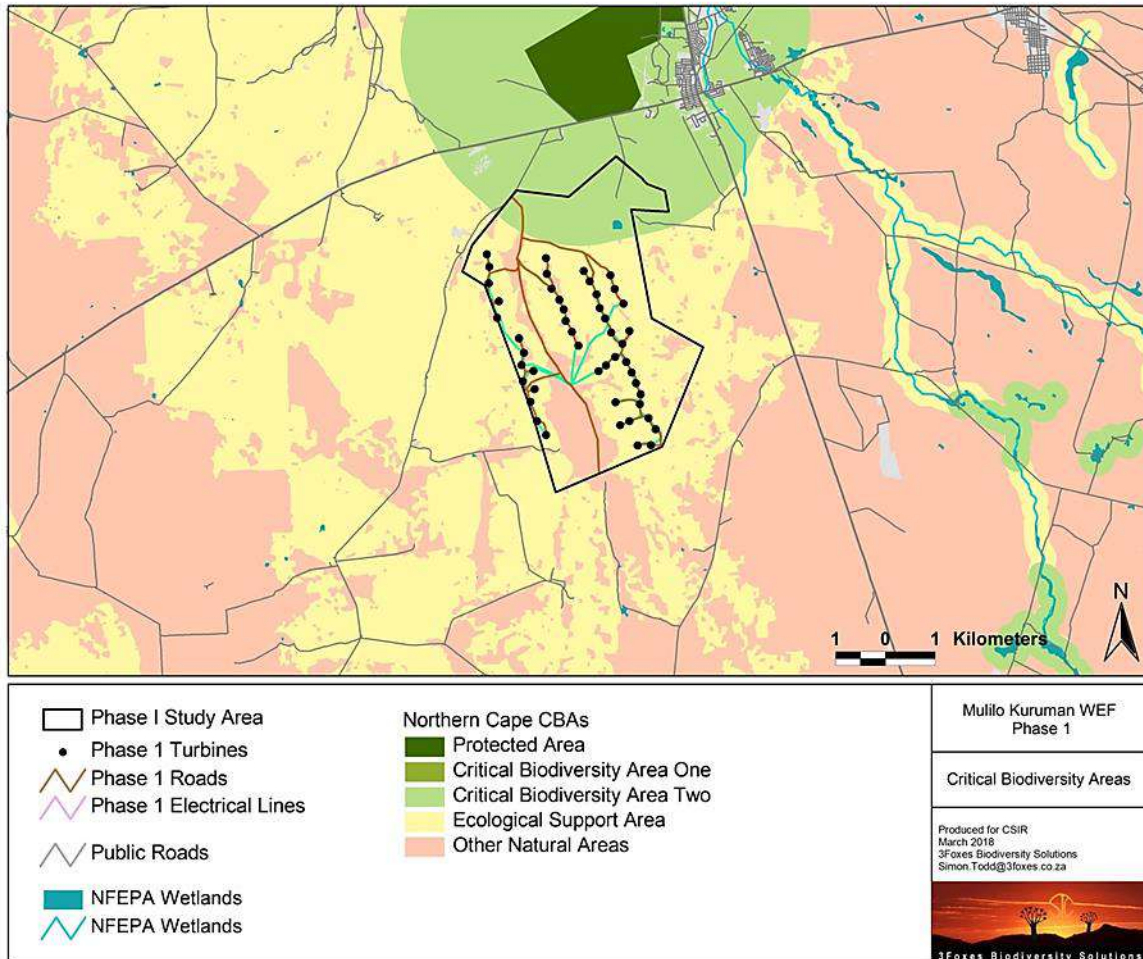 N
1 0 1 Kilometers
Phase I Study Area
Phase 1 Turbines
Phase 1 Roads
Phase 1 Electrical Lines
Public Roads
NFEPA Wetlands
NFEPA Wetlands
Northern Cape CBAs
Protected Area
Critical Biodiversity Area One
Critical Biodiversity Area Two
Ecological Support Area
Other Natural Areas
Mulilo Kuruman WEF
Phase 1
Critical Biodiversity Areas
Produced for CSIR
March 2018
3Foxes Biodiversity Solutions
Simon.Todd@3foxes.co.za
3Foxes Biodiversity Solutions